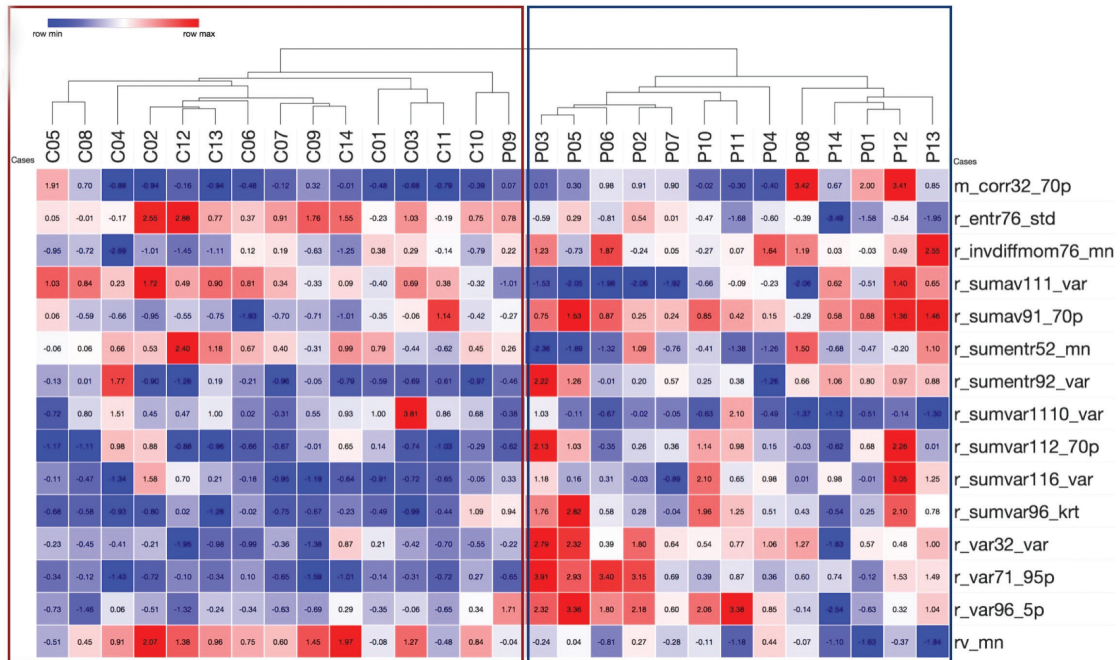 row min row max
Cases C05 C08 C04 C02 C12 C13 C06 C07 C09 C14 C01 C03 C11 C10 P09 P03 P05 P06 P02 P07 P10 P11 P04 P08 P14 P01 P12 P13 Cases
1.91 0.70 -0.88 -0.84 -0.16 -0.94 -0.48 -0.12 0.32 -0.01 -0.48 -0.68 -0.79 -0.39 0.07 0.01 0.30 0.98 0.91 0.90 -0.02 -0.30 -0.40 3.42 0.67 2.00 3.41 0.85 m_corr32_70p
0.05 -0.01 -0.17 2.55 2.88 0.77 0.37 0.91 1.76 1.55 -0.23 1.03 -0.19 0.75 0.78 -0.59 0.29 -0.81 0.54 0.01 -0.47 -1.68 -0.60 -0.39 -3.49 -1.58 -0.54 -1.95 r_entr76_std
-0.95 -0.72 -2.89 -1.01 -1.45 -1.11 0.12 0.19 -0.63 -1.25 0.38 0.29 -0.14 -0.79 0.22 1.23 -0.73 1.87 -0.24 0.05 -0.27 0.07 1.64 1.19 0.03 -0.03 0.49 2.55 r_invdiffmom76_mn
1.03 0.84 0.23 1.72 0.49 0.90 0.81 0.34 -0.33 0.09 -0.40 0.69 0.38 -0.32 -1.01 -1.53 -2.05 -1.98 -2.06 -1.92 -0.66 -0.09 -0.23 -2.06 0.62 -0.51 1.40 0.65 r_sumav111_var
0.06 -0.59 -0.66 -0.95 -0.55 -0.75 -1.83 -0.70 -0.71 -1.01 -0.35 -0.06 1.14 -0.42 -0.27 0.75 1.53 0.87 0.25 0.24 0.85 0.42 0.15 -0.29 0.58 0.68 1.36 1.46 r_sumav91_70p
-0.06 0.06 0.66 0.53 2.40 1.18 0.67 0.40 -0.31 0.99 0.79 -0.44 -0.62 0.45 0.26 -2.36 -1.89 -1.32 1.09 -0.76 -0.41 -1.38 -1.26 1.50 -0.68 -0.47 -0.20 1.10 r_sumentr52_mn
-0.13 0.01 1.77 -0.90 -1.26 0.19 -0.21 -0.96 -0.05 -0.79 -0.59 -0.69 -0.61 -0.97 -0.46 2.22 1.26 -0.01 0.20 0.57 0.25 0.38 -1.26 0.66 1.06 0.80 0.97 0.88 r_sumentr92_var
-0.72 0.80 1.51 0.45 0.47 1.00 0.02 -0.31 0.55 0.93 1.00 3.81 0.86 0.68 -0.38 1.03 -0.11 -0.67 -0.02 -0.05 -0.63 2.10 -0.49 -1.37 -1.12 -0.51 -0.14 -1.30 r_sumvar1110_var
-1.17 -1.11 0.98 0.88 -0.88 -0.96 -0.66 -0.67 -0.01 0.65 0.14 -0.74 -1.03 -0.29 -0.62 2.13 1.03 -0.35 0.26 0.36 1.14 0.98 0.15 -0.03 -0.62 0.68 2.26 0.01 r_sumvar112_70p
-0.11 -0.47 -1.34 1.58 0.70 0.21 -0.18 -0.95 -1.19 -0.64 -0.91 -0.72 -0.65 -0.05 0.33 1.18 0.16 0.31 -0.03 -0.89 2.10 0.65 0.98 0.01 0.98 -0.01 3.05 1.25 r_sumvar116_var
-0.68 -0.58 -0.93 -0.80 0.02 -1.28 -0.02 -0.75 -0.67 -0.23 -0.49 -0.99 -0.44 1.09 0.94 1.76 2.82 0.58 0.28 -0.04 1.96 1.25 0.51 0.43 -0.54 0.25 2.10 0.78 r_sumvar96_krt
-0.23 -0.45 -0.41 -0.21 -1.95 -0.98 -0.99 -0.36 -1.38 0.87 0.21 -0.42 -0.70 -0.55 -0.22 2.79 2.32 0.39 1.80 0.64 0.54 0.77 1.06 1.27 -1.83 0.57 0.48 1.00 r_var32_var
-0.34 -0.12 -1.43 -0.72 -0.10 -0.34 0.10 -0.65 -1.59 -1.01 -0.14 -0.31 -0.72 0.27 -0.65 3.91 2.93 3.40 3.15 0.69 0.39 0.87 0.36 0.60 0.74 -0.12 1.53 1.49 r_var71_95p
-0.73 -1.46 0.06 -0.51 -1.32 -0.24 -0.34 -0.63 -0.69 0.29 -0.35 -0.06 -0.65 0.34 1.71 2.32 3.36 1.80 2.18 0.60 2.06 3.38 0.85 -0.14 -2.54 -0.63 0.32 1.04 r_var96_5p
-0.51 0.45 0.91 2.07 1.38 0.96 0.75 0.60 1.45 1.97 -0.08 1.27 -0.48 0.84 -0.04 -0.24 0.04 -0.81 0.27 -0.28 -0.11 -1.18 0.44 -0.07 -1.10 -1.83 -0.37 -1.84 rv_mn